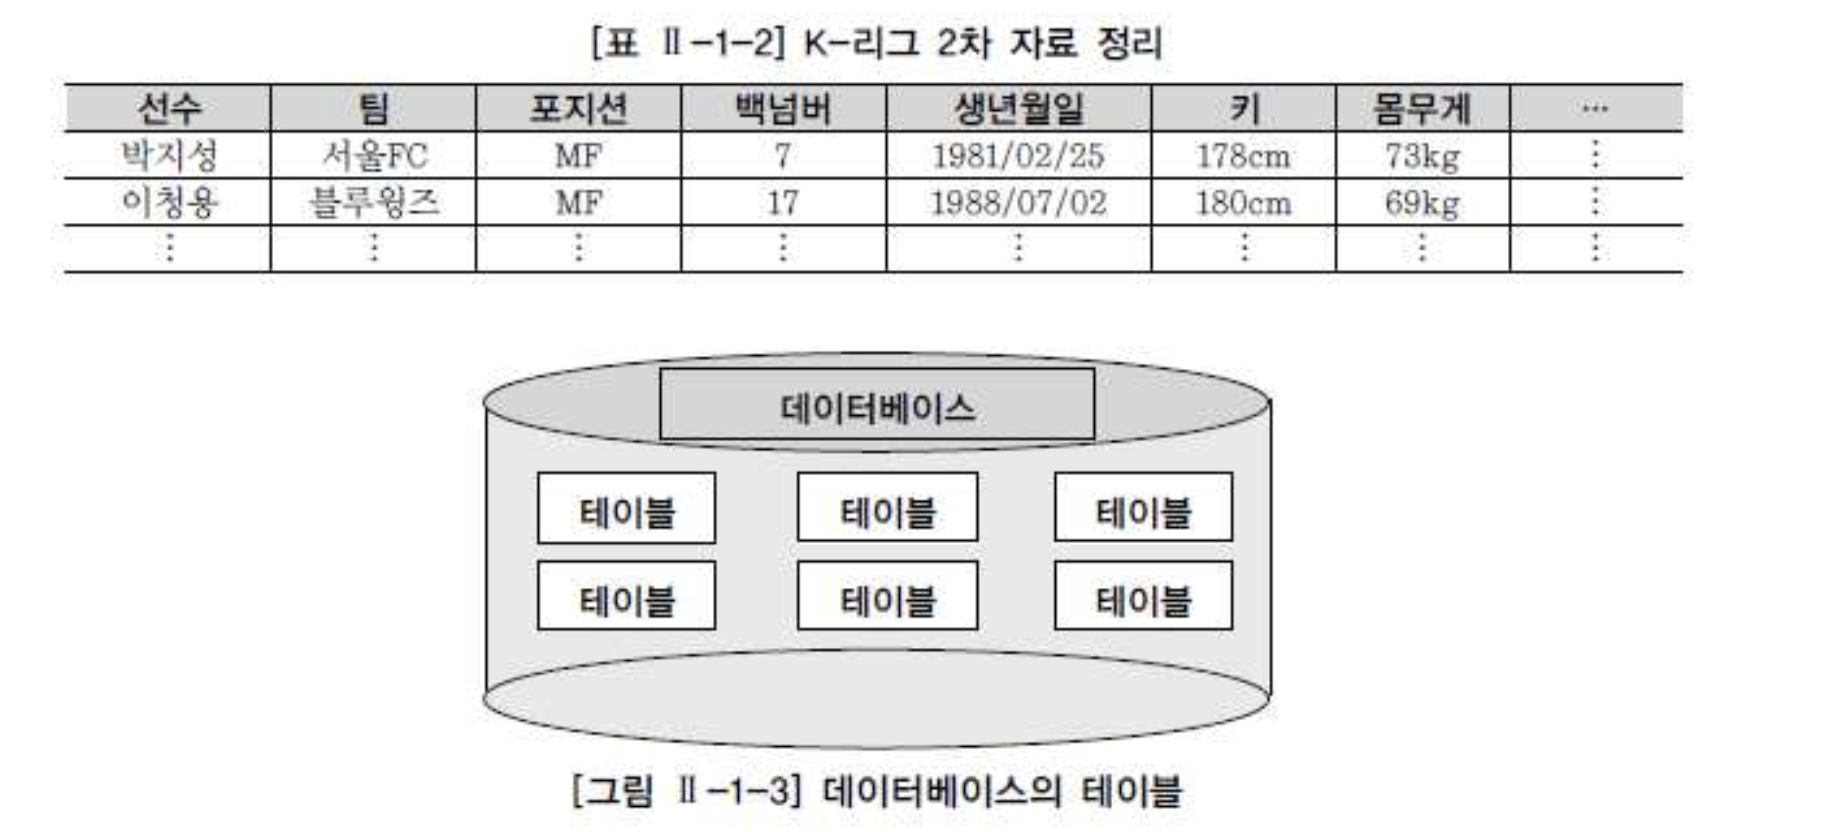 [표 Ⅱ-1-2] K-리그 2차 자료 정리
선수 팀 포지션 백넘버 생년월일 키 몸무게 …
박지성 서울FC MF 7 1981/02/25 178cm 73kg ⋮
이청용 블루윙즈 MF 17 1988/07/02 180cm 69kg ⋮
⋮ ⋮ ⋮ ⋮ ⋮ ⋮ ⋮ ⋮
데이터베이스
테이블 테이블 테이블
테이블 테이블 테이블
[그림 Ⅱ-1-3] 데이터베이스의 테이블